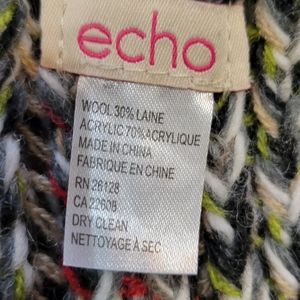 echo
WOOL 30% LAINE
ACRYLIC 70% ACRYLIQUE
MADE IN CHINA
FABRIQUE EN CHINE
RN 26128
CA 22608
DRY CLEAN
NETTOYAGE À SEC